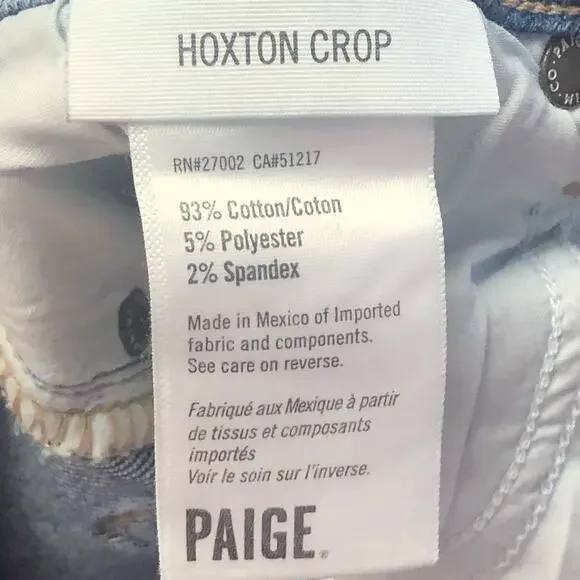 HOXTON CROP
RN#27002 CA#51217
93% Cotton/Coton
5% Polyester
2% Spandex
Made in Mexico of Imported
fabric and components.
See care on reverse.
Fabriqué aux Mexique à partir
de tissus et composants
importés
Voir le soin sur l'inverse.
PAIGE®